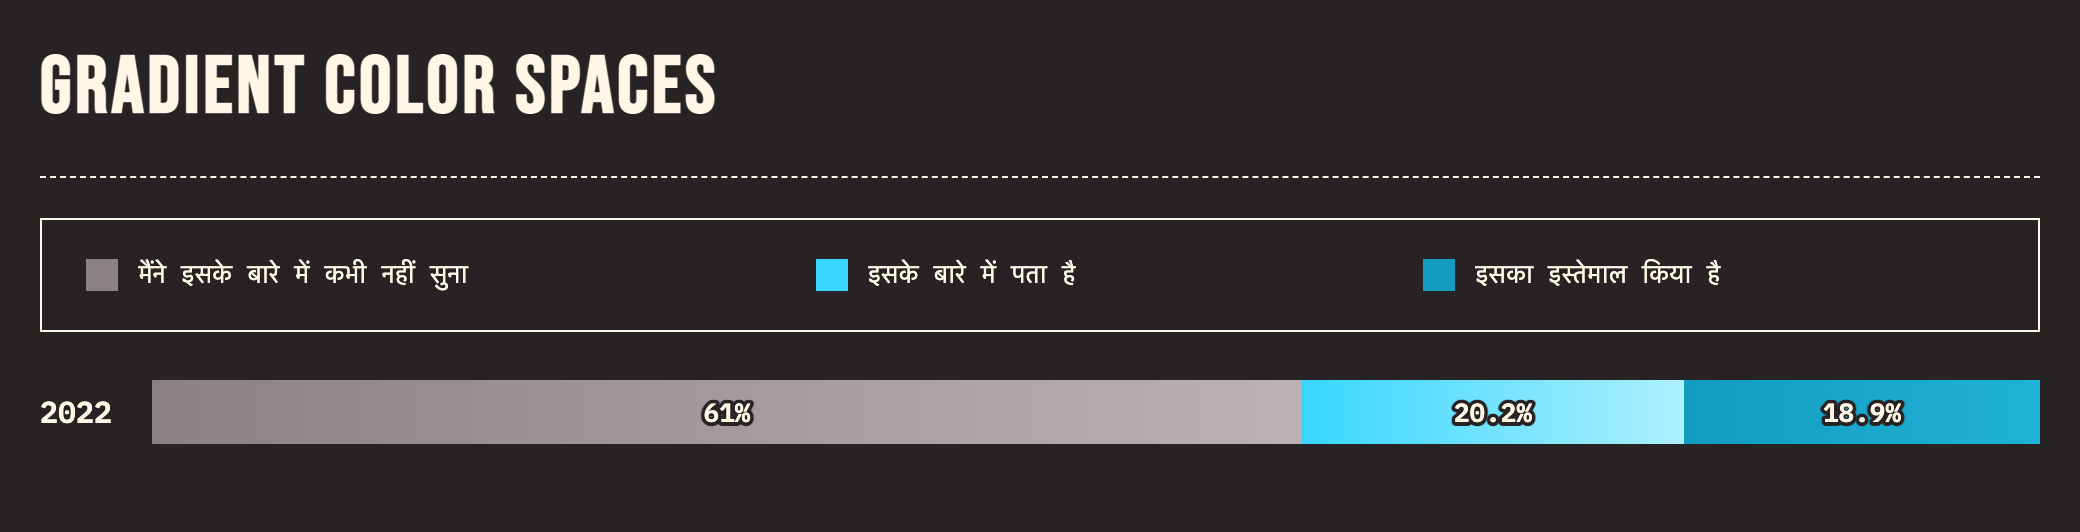 GRADIENT COLOR SPACES
मैंने इसके बारे में कभी नहीं सुना
इसके बारे में पता है
इसका इस्तेमाल किया है
2022 61% 20.2% 18.9%